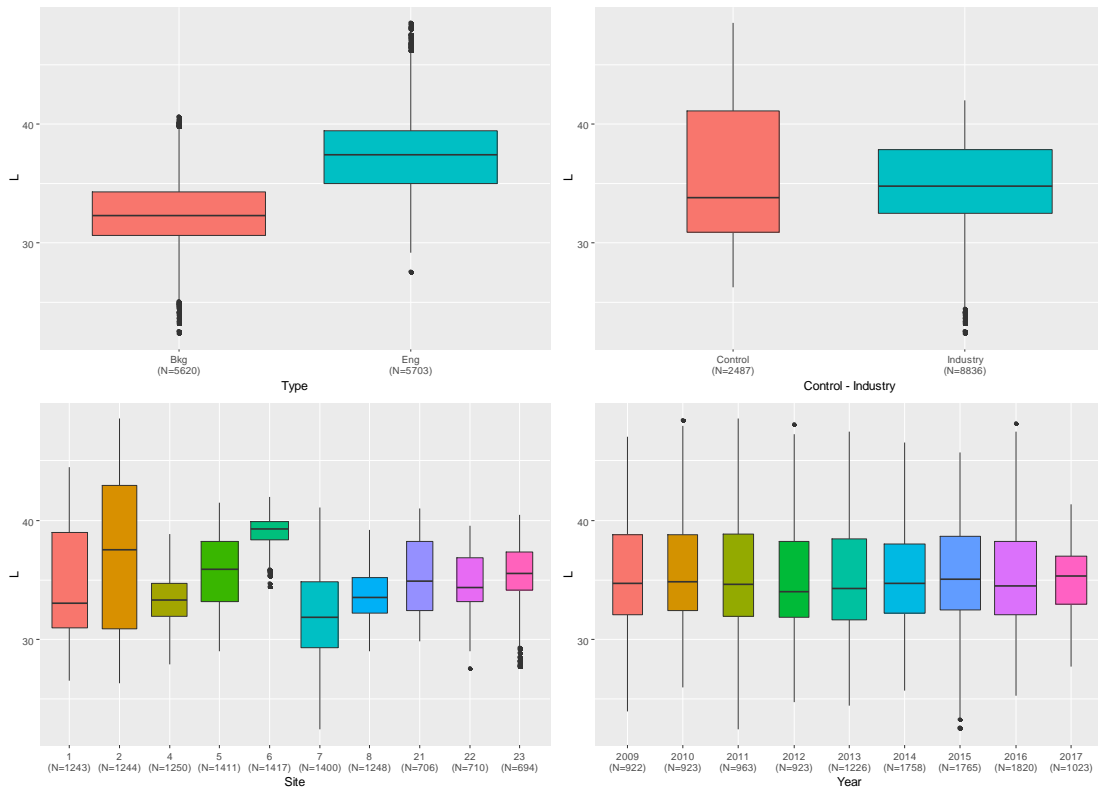 L
40
30
Bkg
(N=5620)
Eng
(N=5703)
Type
L
40
30
Control
(N=2487)
Industry
(N=8836)
Control - Industry
L
40
30
1 2 4 5 6 7 8 21 22 23
(N=1243) (N=1244) (N=1250) (N=1411) (N=1417) (N=1400) (N=1248) (N=706) (N=710) (N=694)
Site
L
40
30
2009 2010 2011 2012 2013 2014 2015 2016 2017
(N=922) (N=923) (N=963) (N=923) (N=1226) (N=1758) (N=1765) (N=1820) (N=1023)
Year